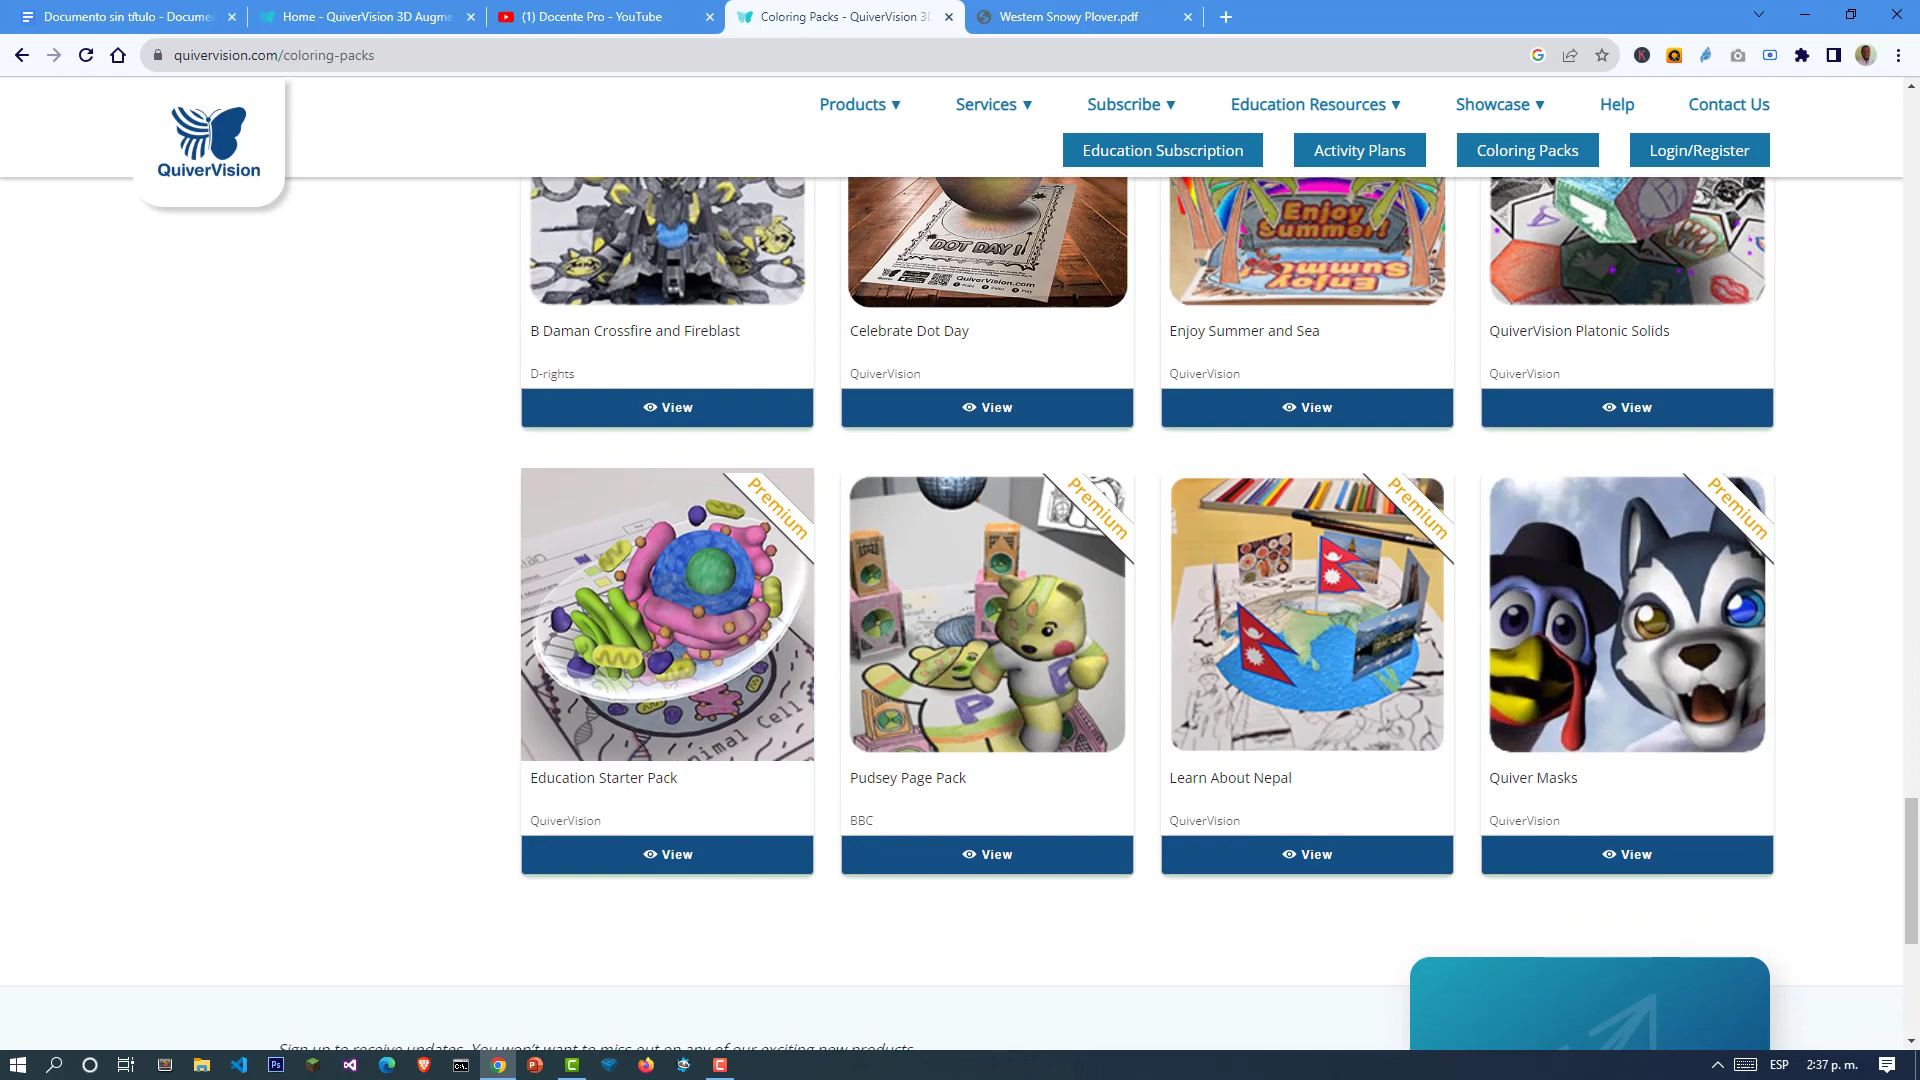 Documento sin título - Docume
Home - QuiverVision 3D Augme
(1) Docente Pro - YouTube
Coloring Packs - QuiverVision 3D
Western Snowy Plover.pdf
quivervision.com/coloring-packs
QuiverVision
Products ▼
Services ▼
Subscribe ▼
Education Resources ▼
Showcase ▼
Help
Contact Us
Education Subscription
Activity Plans
Coloring Packs
Login/Register
DOT DAY !
QuiverVision.com
Enjoy
Summer!
B Daman Crossfire and Fireblast
Celebrate Dot Day
Enjoy Summer and Sea
QuiverVision Platonic Solids
D-rights
QuiverVision
QuiverVision
QuiverVision
View
View
View
View
Premium
Premium
Premium
Premium
P
Animal Cell
Education Starter Pack
Pudsey Page Pack
Learn About Nepal
Quiver Masks
QuiverVision
BBC
QuiverVision
QuiverVision
View
View
View
View
Sign up to receive updates. You won't want to miss out on any of our exciting new products
ESP
2:37 p. m.